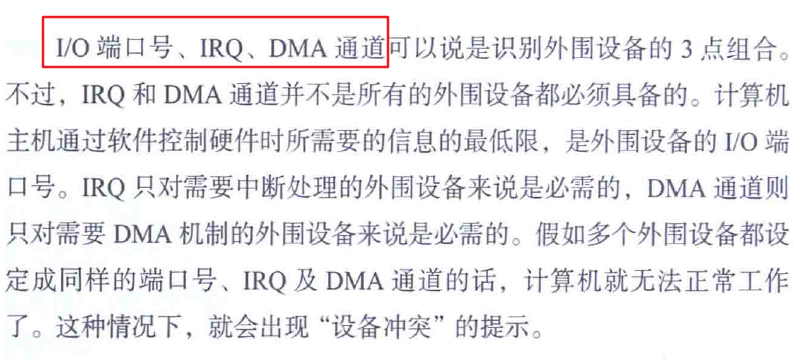 I/O 端口号、IRQ、DMA 通道可以说是识别外围设备的 3 点组合。
不过，IRQ 和 DMA 通道并不是所有的外围设备都必须具备的。计算机
主机通过软件控制硬件时所需要的信息的最低限，是外围设备的 I/O 端
口号。IRQ 只对需要中断处理的外围设备来说是必需的，DMA 通道则
只对需要 DMA 机制的外围设备来说是必需的。假如多个外围设备都设
定成同样的端口号、IRQ 及 DMA 通道的话，计算机就无法正常工作
了。这种情况下，就会出现“设备冲突”的提示。